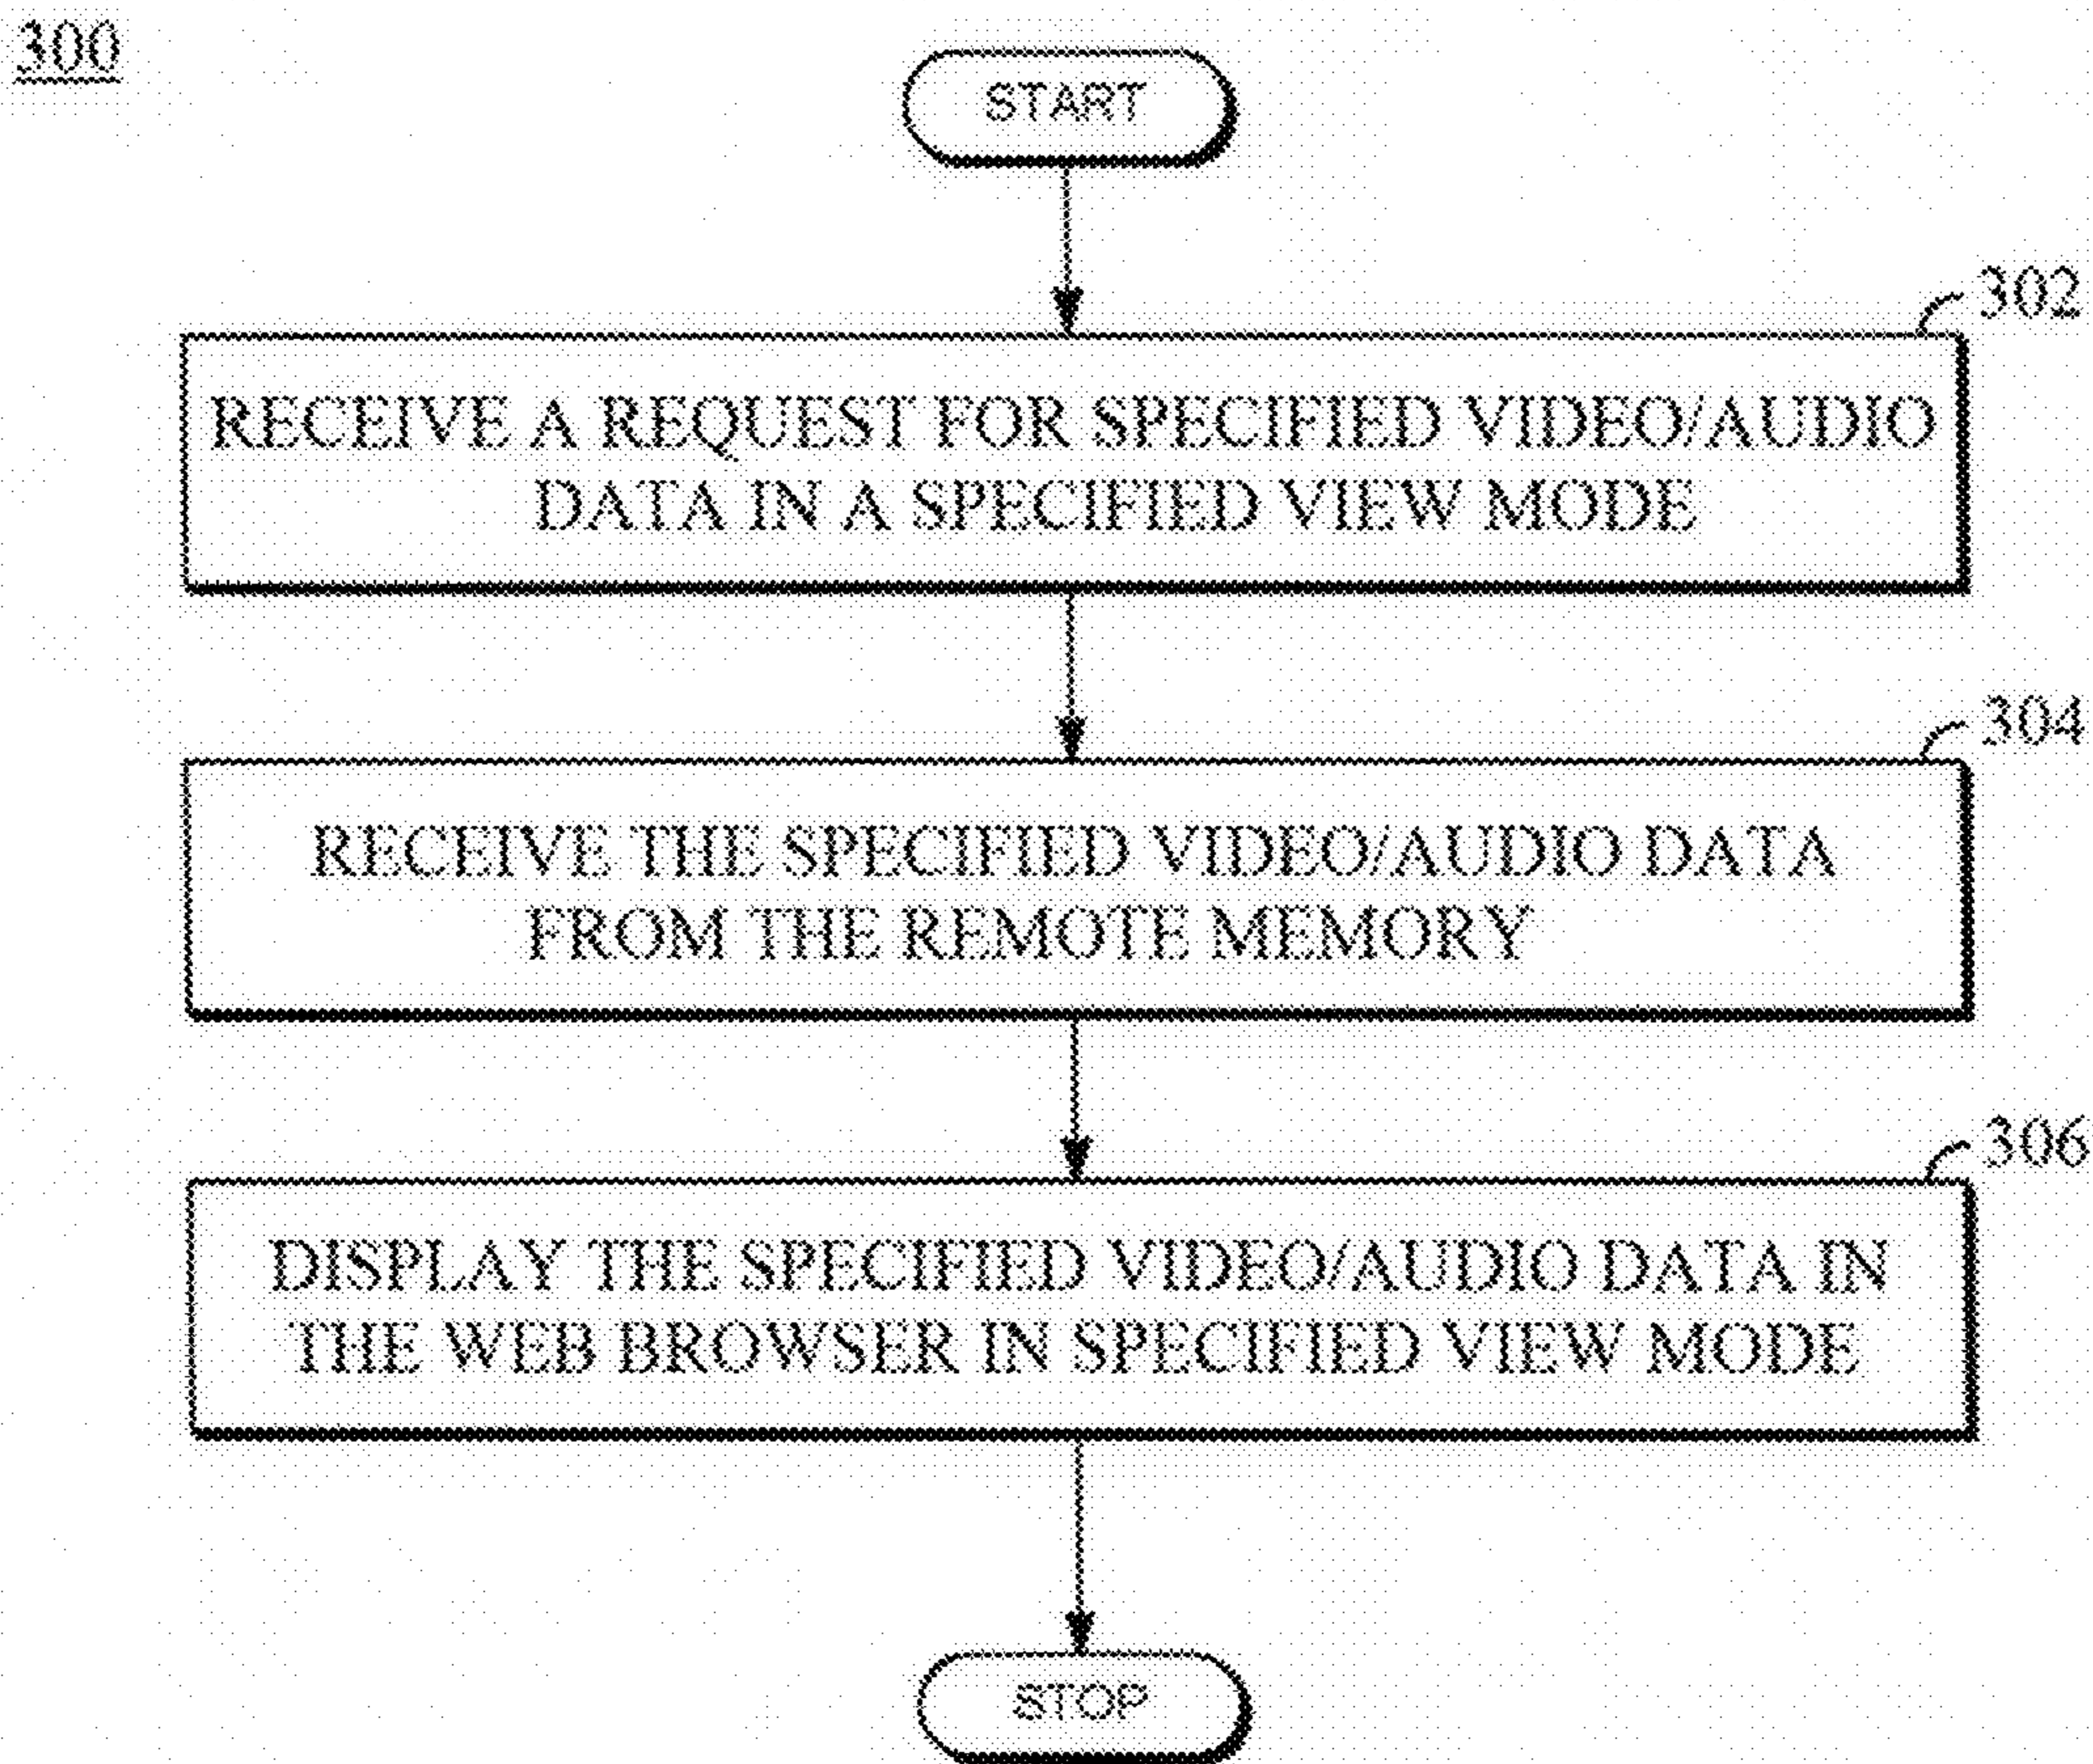 300
START
302
RECEIVE A REQUEST FOR SPECIFIED VIDEO/AUDIO
DATA IN A SPECIFIED VIEW MODE
304
RECEIVE THE SPECIFIED VIDEO/AUDIO DATA
FROM THE REMOTE MEMORY
306
DISPLAY THE SPECIFIED VIDEO/AUDIO DATA IN
THE WEB BROWSER IN SPECIFIED VIEW MODE
STOP